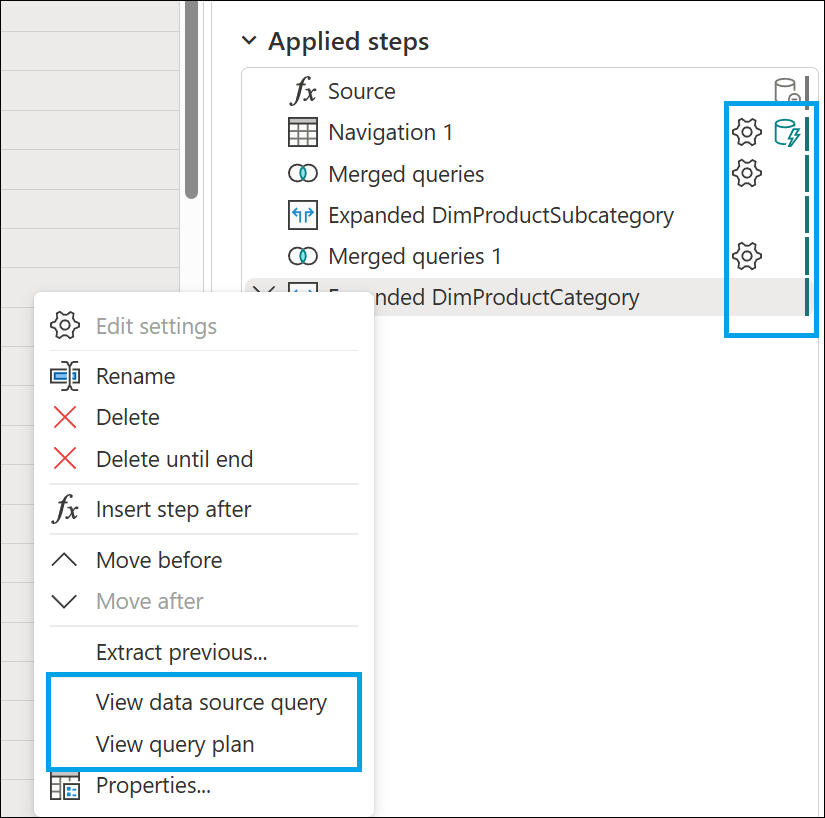 Applied steps
fx Source
Navigation 1
Merged queries
Expanded DimProductSubcategory
Merged queries 1
nded DimProductCategory
Edit settings
Rename
Delete
Delete until end
fx Insert step after
Move before
Move after
Extract previous...
View data source query
View query plan
Properties...